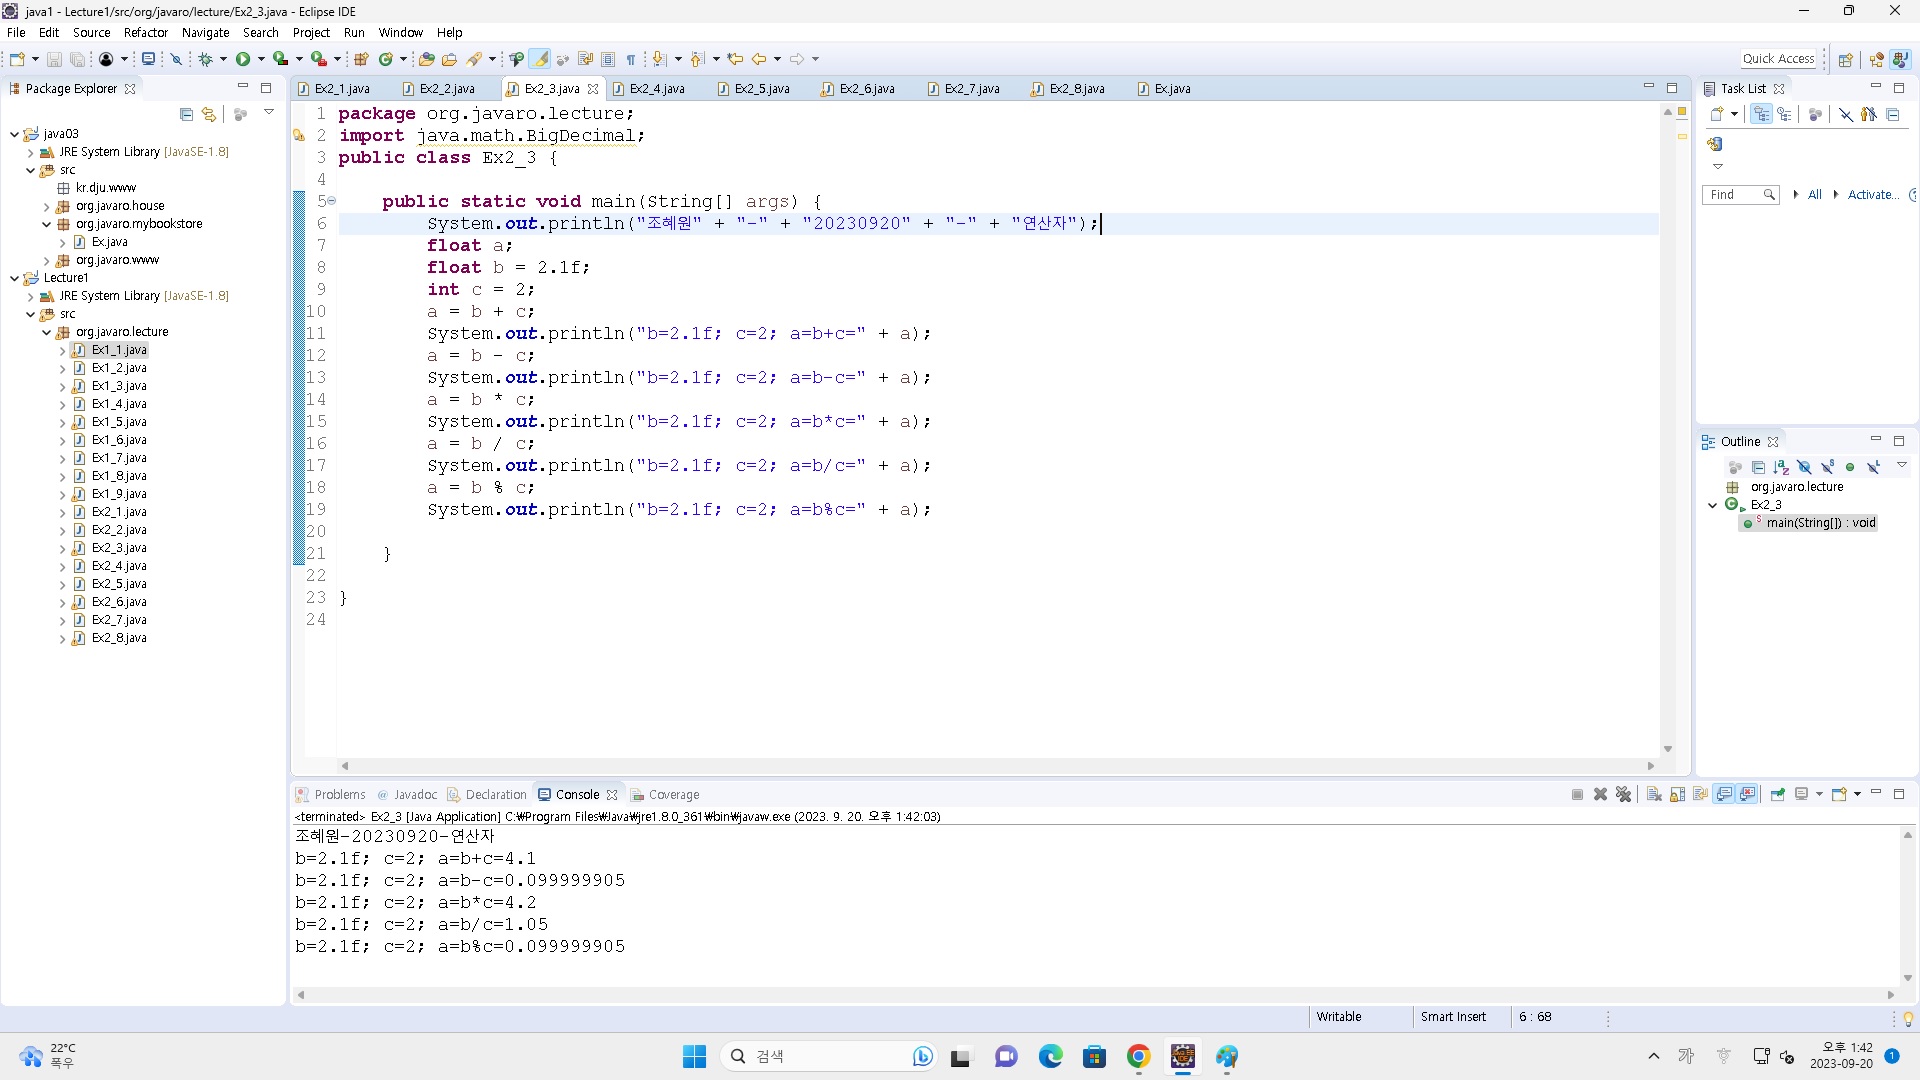 java1 - Lecture1/src/org/javaro/lecture/Ex2_3.java - Eclipse IDE
File Edit Source Refactor Navigate Search Project Run Window Help
Quick Access
Package Explorer
java03
JRE System Library [JavaSE-1.8]
src
kr.dju.www
org.javaro.house
org.javaro.mybookstore
Ex.java
org.javaro.www
Lecture1
JRE System Library [JavaSE-1.8]
src
org.javaro.lecture
Ex1_1.java
Ex1_2.java
Ex1_3.java
Ex1_4.java
Ex1_5.java
Ex1_6.java
Ex1_7.java
Ex1_8.java
Ex1_9.java
Ex2_1.java
Ex2_2.java
Ex2_3.java
Ex2_4.java
Ex2_5.java
Ex2_6.java
Ex2_7.java
Ex2_8.java
Ex2_1.java Ex2_2.java Ex2_3.java Ex2_4.java Ex2_5.java Ex2_6.java Ex2_7.java Ex2_8.java Ex.java
1 package org.javaro.lecture;
2 import java.math.BigDecimal;
3 public class Ex2_3 {
4
5 public static void main(String[] args) {
6 System.out.println("조혜원" + "-" + "20230920" + "-" + "연산자");
7 float a;
8 float b = 2.1f;
9 int c = 2;
10 a = b + c;
11 System.out.println("b=2.1f; c=2; a=b+c=" + a);
12 a = b - c;
13 System.out.println("b=2.1f; c=2; a=b-c=" + a);
14 a = b * c;
15 System.out.println("b=2.1f; c=2; a=b*c=" + a);
16 a = b / c;
17 System.out.println("b=2.1f; c=2; a=b/c=" + a);
18 a = b % c;
19 System.out.println("b=2.1f; c=2; a=b%c=" + a);
20
21 }
22
23 }
24
Task List
Find All Activate...
Outline
org.javaro.lecture
Ex2_3
main(String[]) : void
Problems Javadoc Declaration Console Coverage
<terminated> Ex2_3 [Java Application] C:₩Program Files₩Java₩jre1.8.0_361₩bin₩javaw.exe (2023. 9. 20. 오후 1:42:03)
조혜원-20230920-연산자
b=2.1f; c=2; a=b+c=4.1
b=2.1f; c=2; a=b-c=0.099999905
b=2.1f; c=2; a=b*c=4.2
b=2.1f; c=2; a=b/c=1.05
b=2.1f; c=2; a=b%c=0.099999905
Writable Smart Insert 6 : 68
22°C
폭우
검색
가
오후 1:42
2023-09-20
1